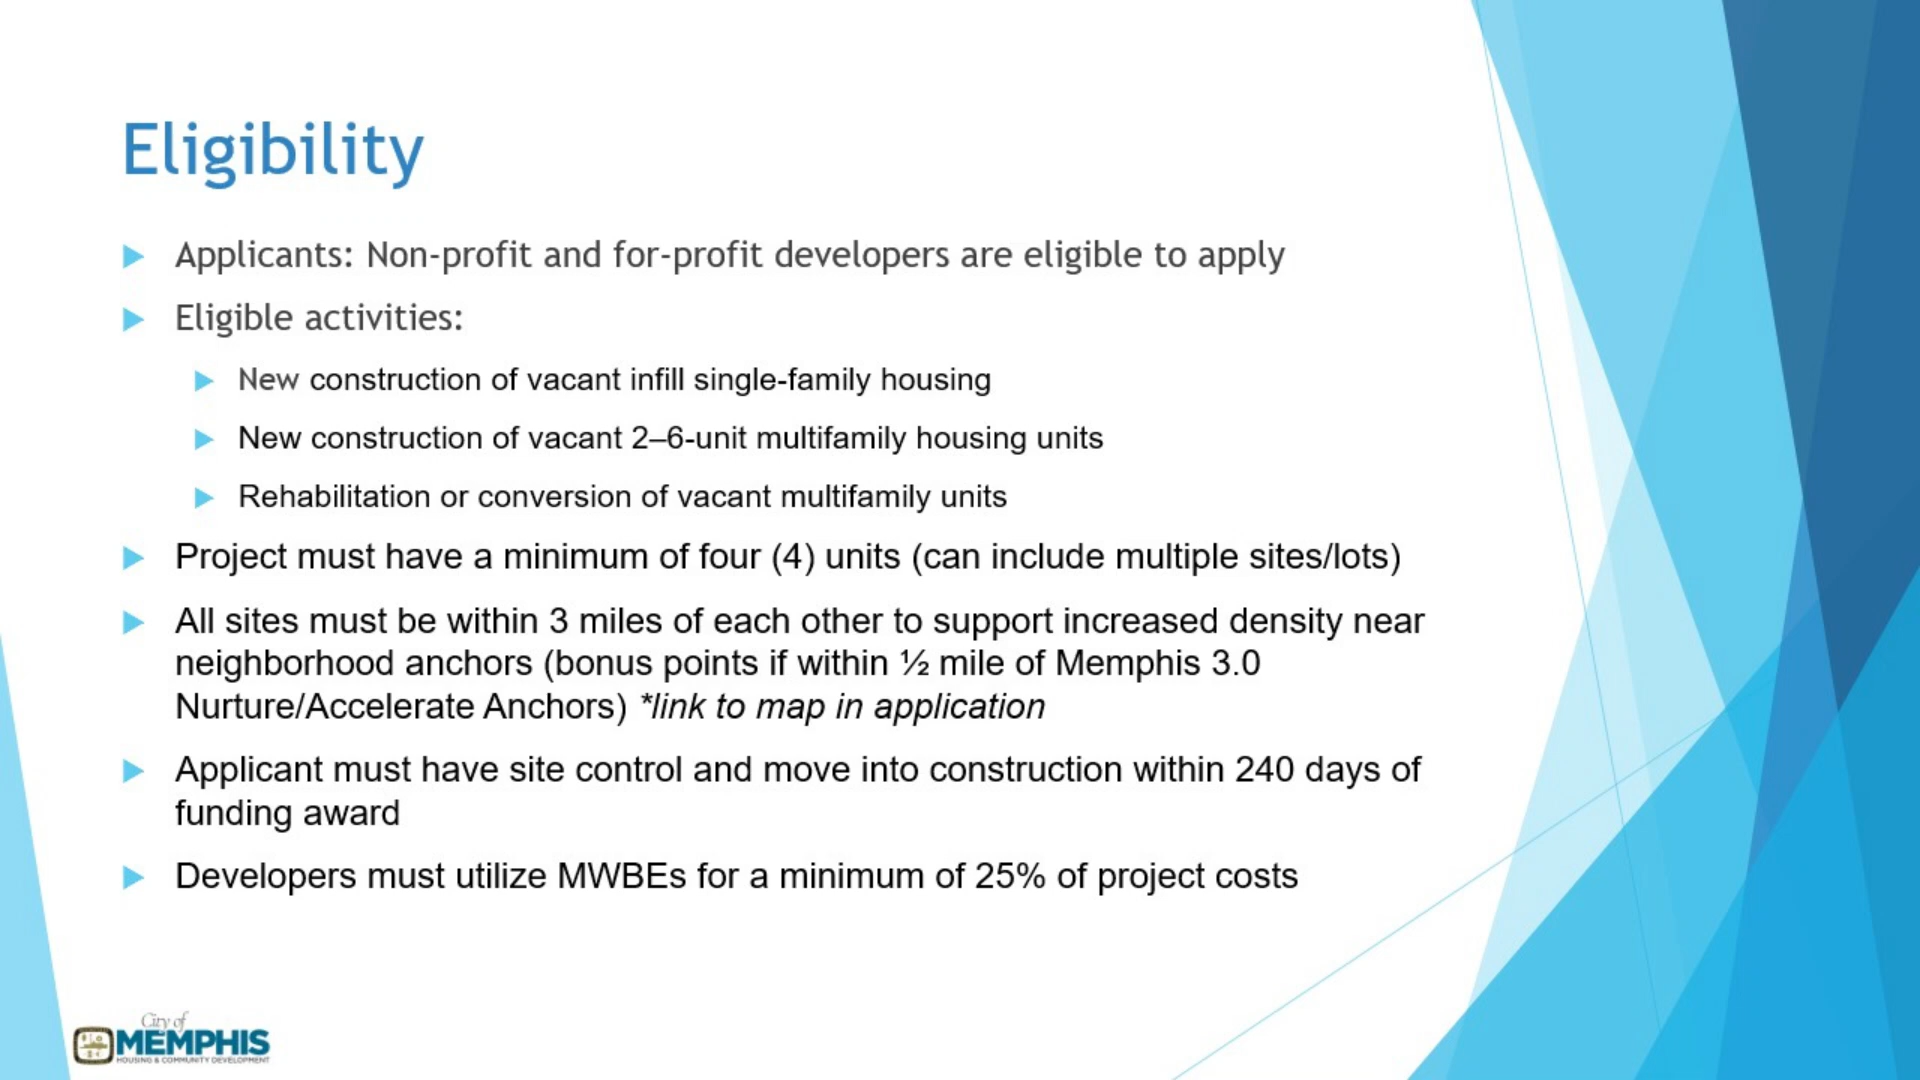 Eligibility
Applicants: Non-profit and for-profit developers are eligible to apply
Eligible activities:
New construction of vacant infill single-family housing
New construction of vacant 2–6-unit multifamily housing units
Rehabilitation or conversion of vacant multifamily units
Project must have a minimum of four (4) units (can include multiple sites/lots)
All sites must be within 3 miles of each other to support increased density near
neighborhood anchors (bonus points if within ½ mile of Memphis 3.0
Nurture/Accelerate Anchors) *link to map in application
Applicant must have site control and move into construction within 240 days of
funding award
Developers must utilize MWBEs for a minimum of 25% of project costs
City of
MEMPHIS
HOUSING & COMMUNITY DEVELOPMENT